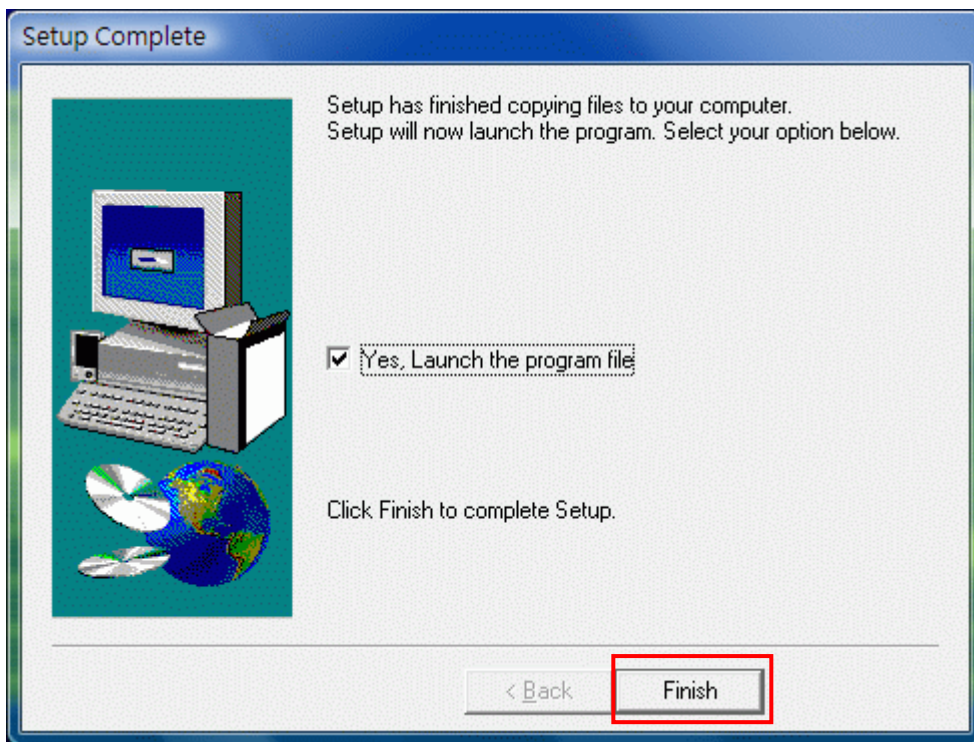 Setup Complete
Setup has finished copying files to your computer.
Setup will now launch the program. Select your option below.
Yes, Launch the program file
Click Finish to complete Setup.
< Back
Finish